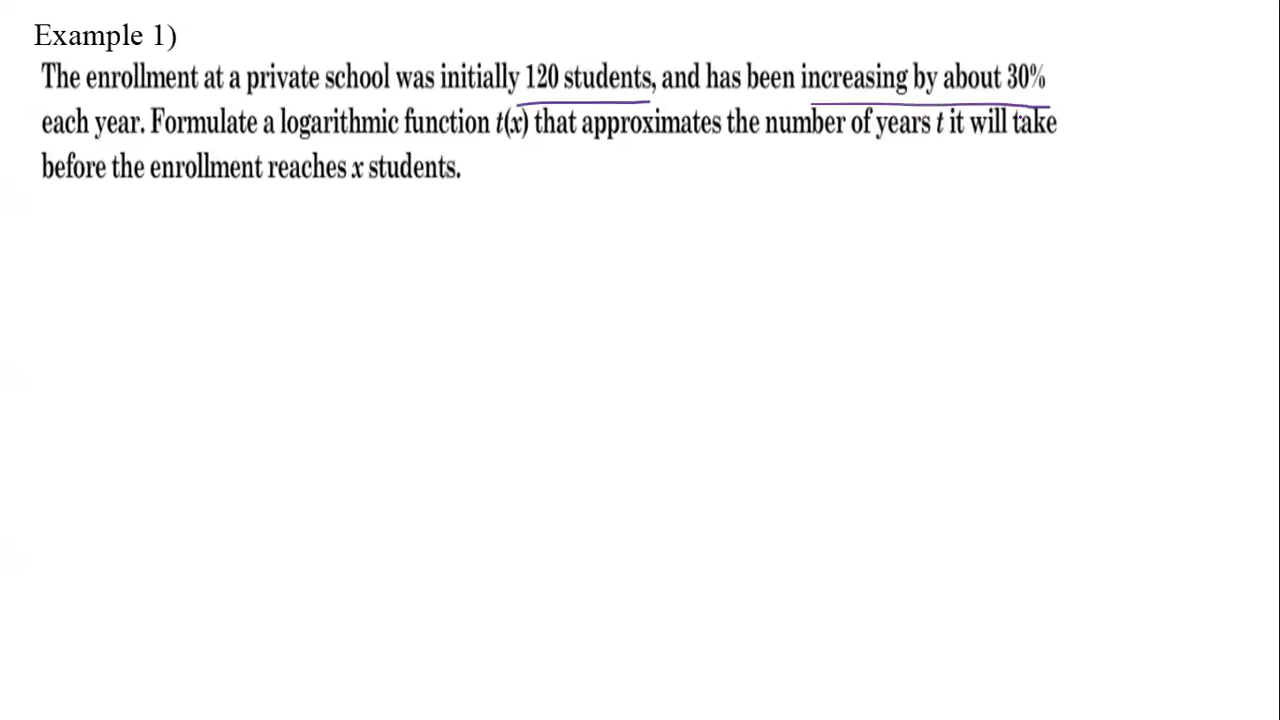 Example 1)
The enrollment at a private school was initially 120 students, and has been increasing by about 30%
each year. Formulate a logarithmic function t(x) that approximates the number of years t it will take
before the enrollment reaches x students.